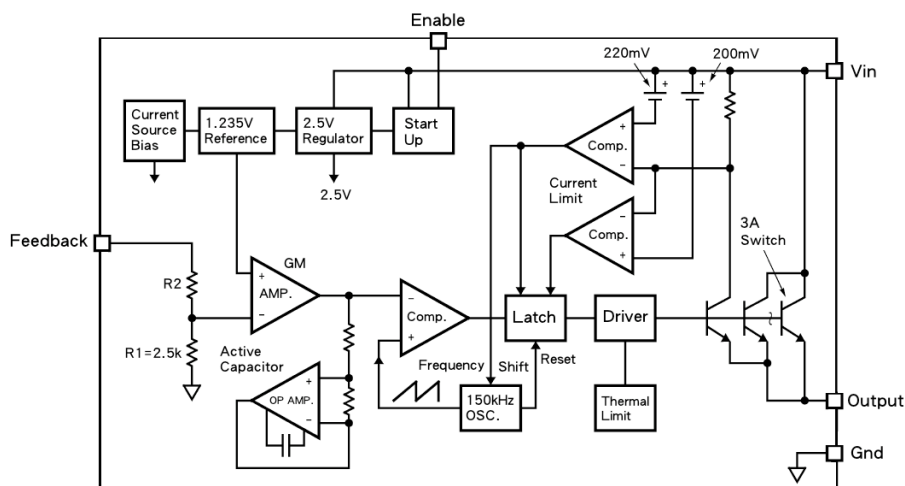 Enable
220mV
200mV
+
+
Vin
Current
Source
Bias
1.235V
Reference
2.5V
Regulator
Start
Up
+
Comp.
−
2.5V
Current
Limit
−
Comp.
+
3A
Switch
Feedback
GM
R2
+
AMP.
−
−
Comp.
+
Latch
Driver
R1=2.5k
Active
Capacitor
Frequency
Shift
Reset
+
OP AMP.
−
150kHz
OSC.
Thermal
Limit
Output
Gnd